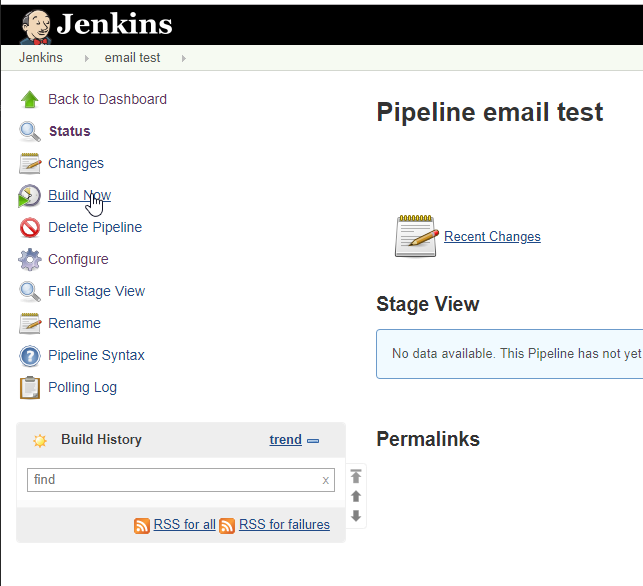 Jenkins
Jenkins email test
Back to Dashboard
Status
Changes
Build Now
Delete Pipeline
Configure
Full Stage View
Rename
Pipeline Syntax
Polling Log
Build History trend
find x
RSS for all RSS for failures
Pipeline email test
Recent Changes
Stage View
No data available. This Pipeline has not yet
Permalinks